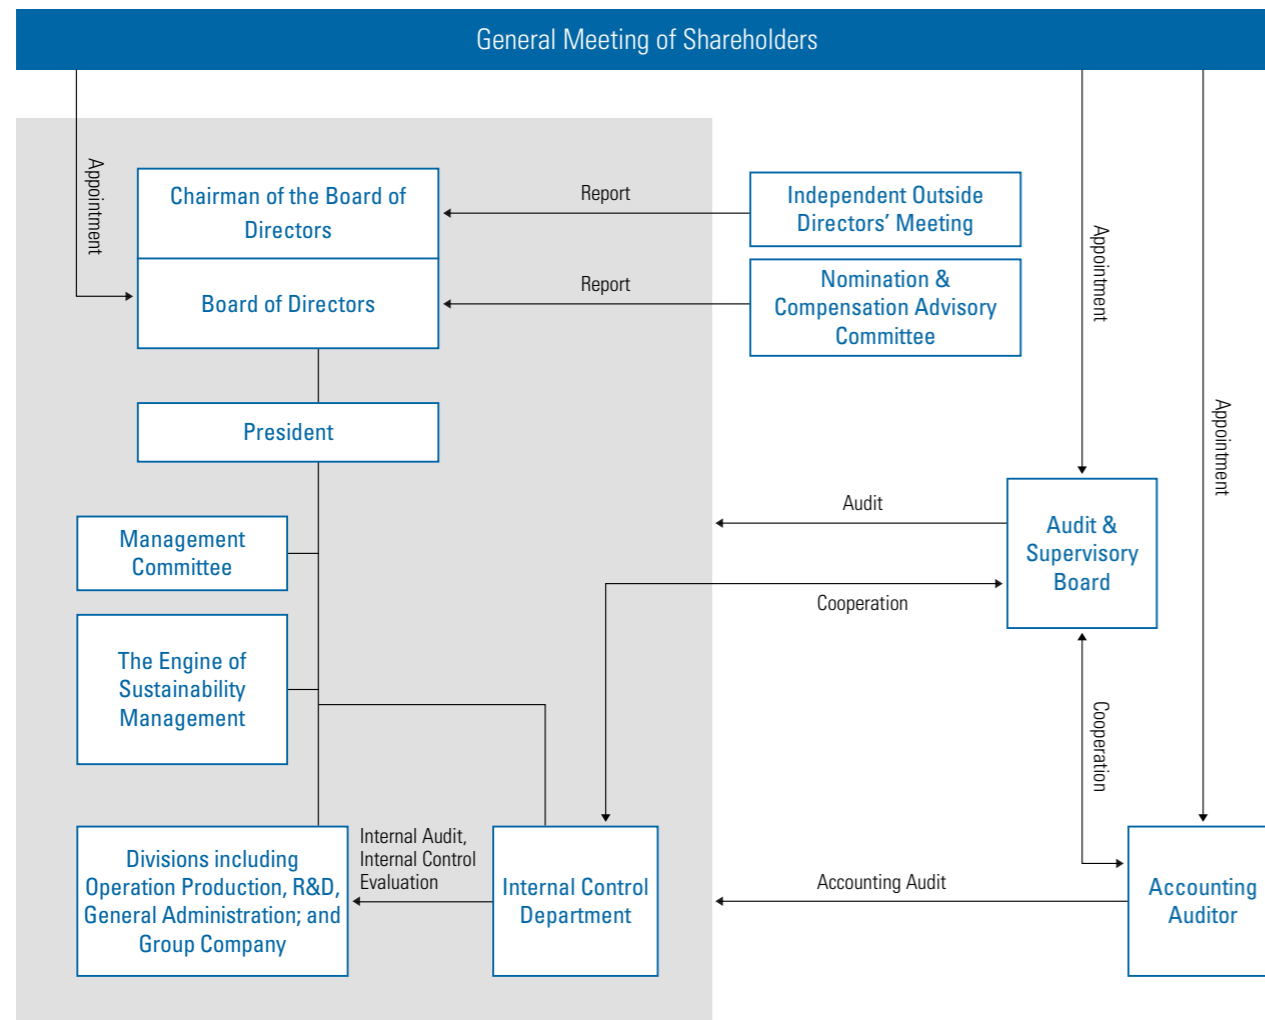 General Meeting of Shareholders
Appointment
Chairman of the Board of
Directors
Board of Directors
Report
Independent Outside
Directors’ Meeting
Report
Nomination &
Compensation Advisory
Committee
Appointment
Appointment
President
Management
Committee
Audit
Audit &
Supervisory
Board
Cooperation
The Engine of
Sustainability
Management
Cooperation
Divisions including
Operation Production, R&D,
General Administration; and
Group Company
Internal Audit,
Internal Control
Evaluation
Internal Control
Department
Accounting Audit
Accounting
Auditor